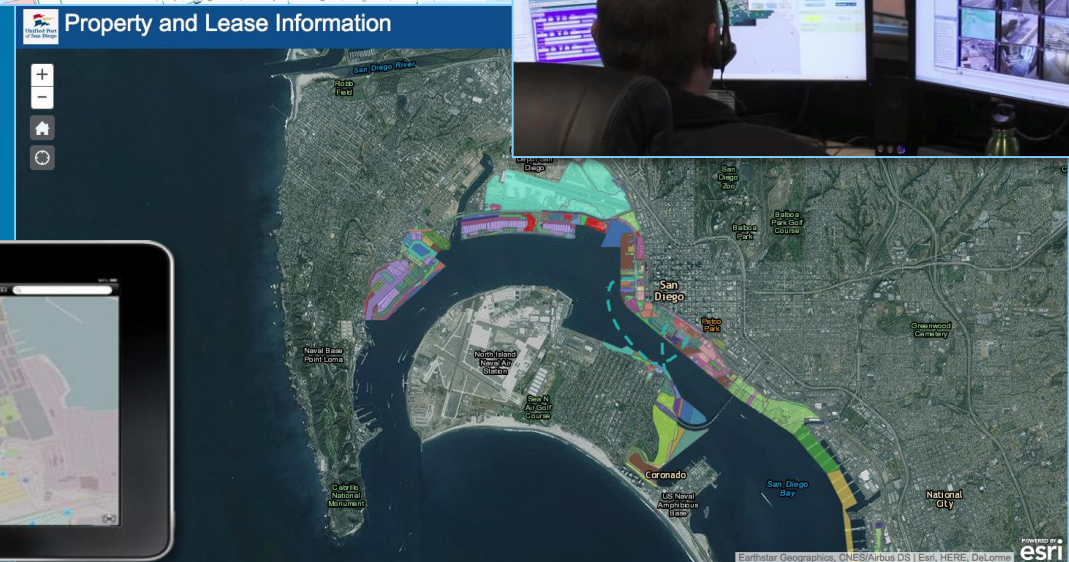 Unified Port
of San Diego
Property and Lease Information
+
−
San Diego River
Robb
Field
Depot San
Diego
San
Diego
Zoo
Balboa
Park Golf
Course
Balboa
Park
San
Diego
Petco
Park
Greenwood
Cemetery
Naval Base
Point Loma
North Island
Naval Air
Station
Sea N
Air Golf
Course
Cabrillo
National
Monument
Coronado
US Naval
Amphibious
Base
San Diego
Bay
National
City
POWERED BY
esri
Earthstar Geographics, CNES/Airbus DS | Esri, HERE, DeLorme